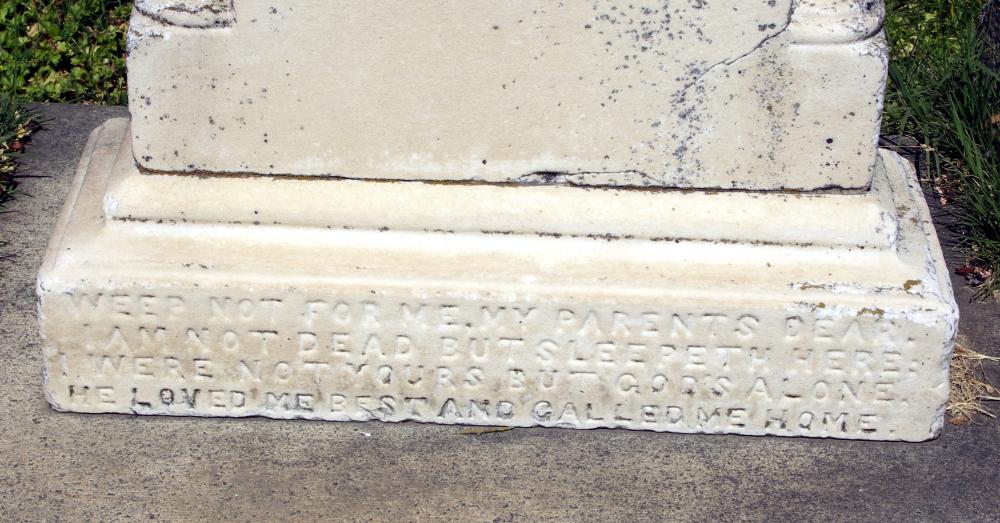 WEEP NOT FOR ME, MY PARENTS DEAR.
I AM NOT DEAD BUT SLEEPETH HERE:
I WERE NOT YOURS BUT GODS ALONE.
HE LOVED ME BEST AND CALLED ME HOME.